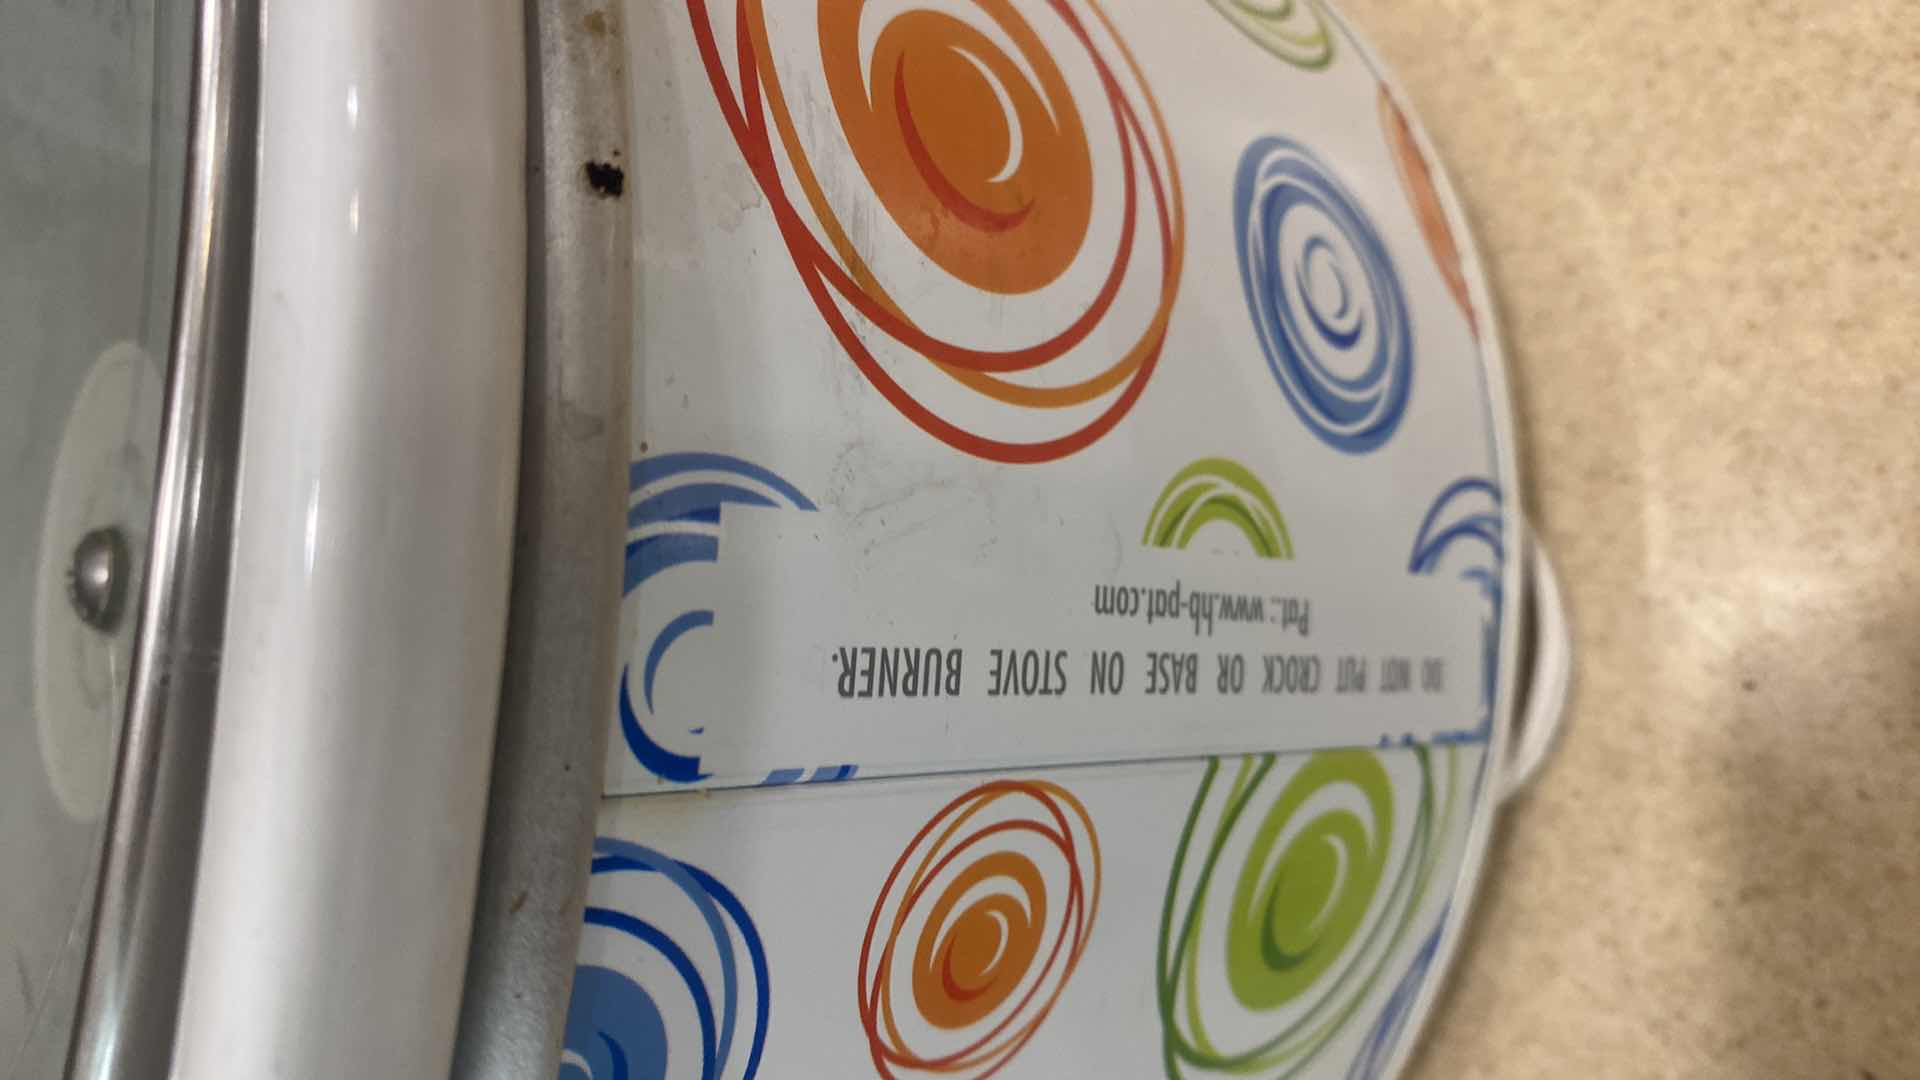 DO NOT PUT CROCK OR BASE ON STOVE BURNER.
Pat.: www.hb-pat.com